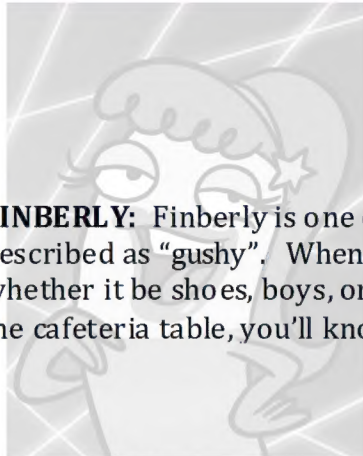 INBERLY: Finberly is one
escribed as "gushy". When
hether it be shoes, boys, or
he cafeteria table, you'll kno